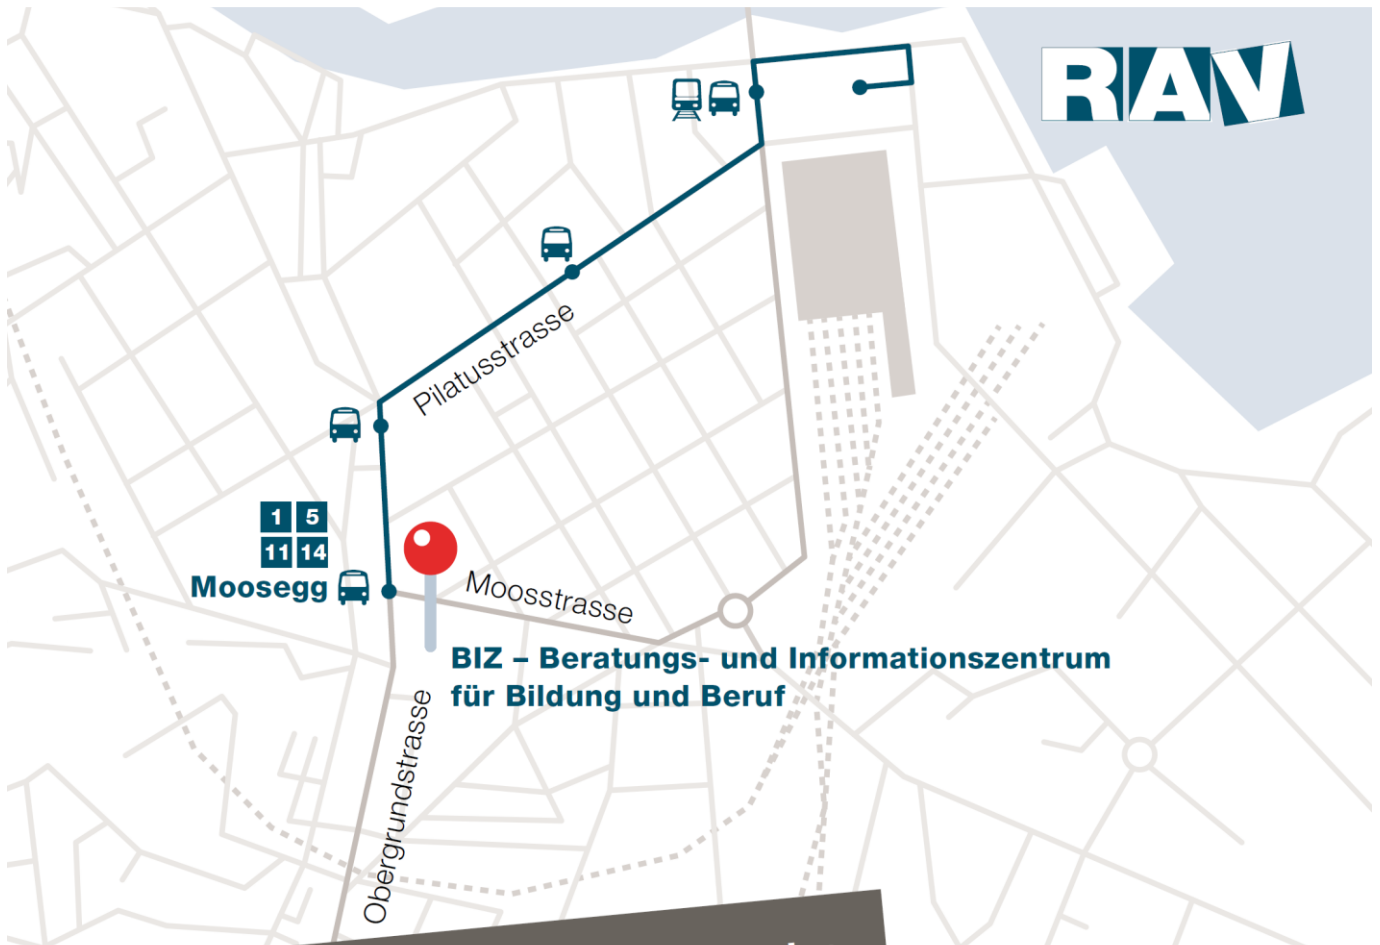 RAV
Pilatusstrasse
1 5
11 14
Moosegg
Moosstrasse
BIZ – Beratungs- und Informationszentrum
für Bildung und Beruf
Obergrundstrasse